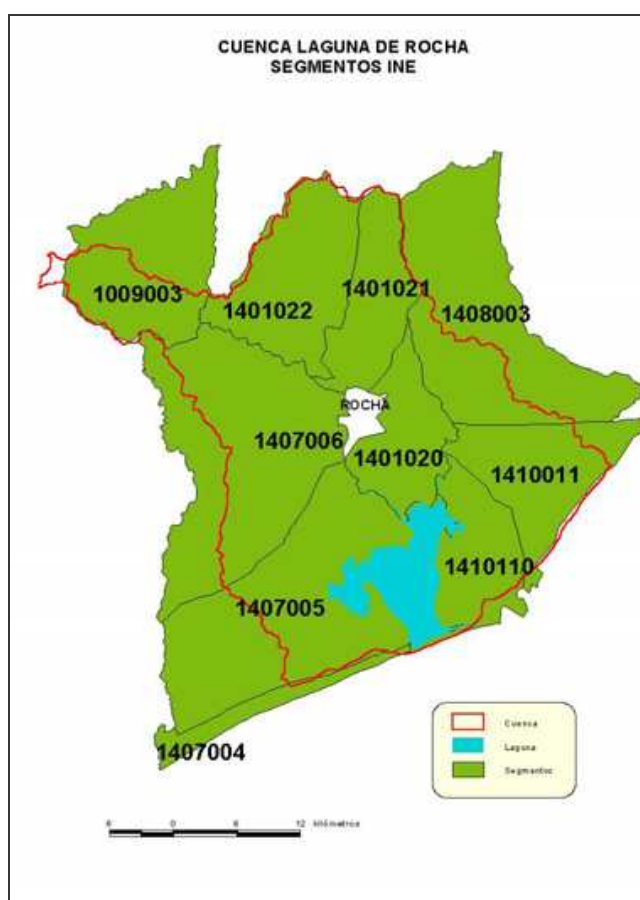 CUENCA LAGUNA DE ROCHA
SEGMENTOS INE
1009003
1401022
1401021
1408003
ROCHA
1407006
1401020
1410011
1410110
1407005
1407004
Cuenca
Laguna
Segmentos
6 0 6 12 kilómetros